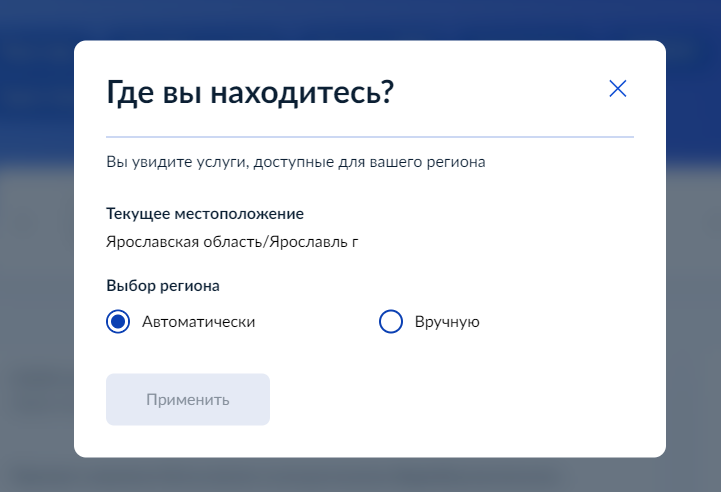 Где вы находитесь?
Вы увидите услуги, доступные для вашего региона
Текущее местоположение
Ярославская область/Ярославль г
Выбор региона
Автоматически
Вручную
Применить